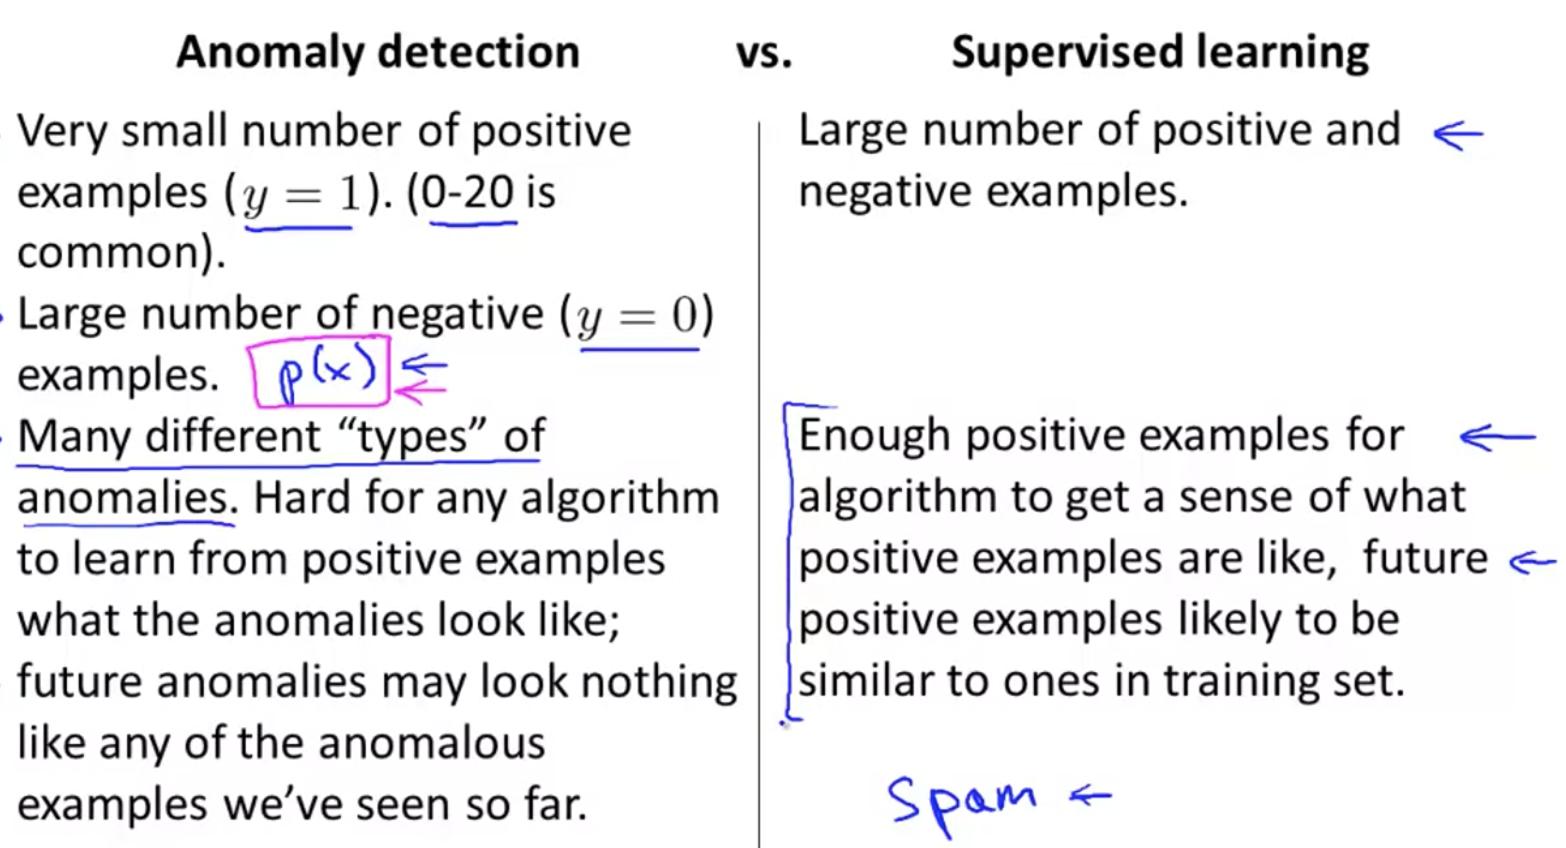 Anomaly detection vs. Supervised learning
Very small number of positive
examples (y = 1). (0-20 is
common).
Large number of negative (y = 0)
examples. p(x)
Many different “types” of
anomalies. Hard for any algorithm
to learn from positive examples
what the anomalies look like;
future anomalies may look nothing
like any of the anomalous
examples we’ve seen so far.
Large number of positive and
negative examples.
Enough positive examples for
algorithm to get a sense of what
positive examples are like, future
positive examples likely to be
similar to ones in training set.
Spam